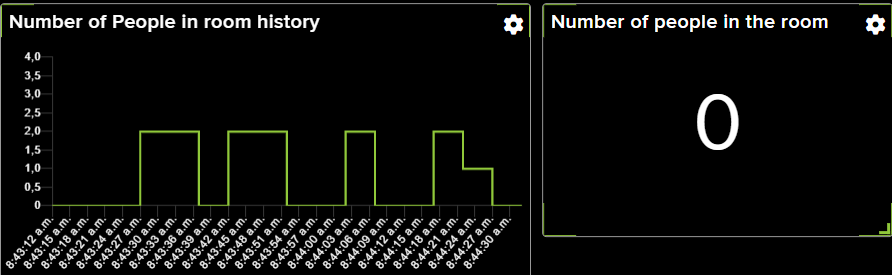 Number of People in room history
4,0
3,5
3,0
2,5
2,0
1,5
1,0
0,5
0
8:43:12 a.m.
8:43:15 a.m.
8:43:18 a.m.
8:43:21 a.m.
8:43:24 a.m.
8:43:27 a.m.
8:43:30 a.m.
8:43:33 a.m.
8:43:36 a.m.
8:43:39 a.m.
8:43:42 a.m.
8:43:45 a.m.
8:43:48 a.m.
8:43:51 a.m.
8:43:54 a.m.
8:43:57 a.m.
8:44:00 a.m.
8:44:03 a.m.
8:44:06 a.m.
8:44:09 a.m.
8:44:12 a.m.
8:44:15 a.m.
8:44:18 a.m.
8:44:21 a.m.
8:44:24 a.m.
8:44:27 a.m.
8:44:30 a.m.
Number of people in the room
0